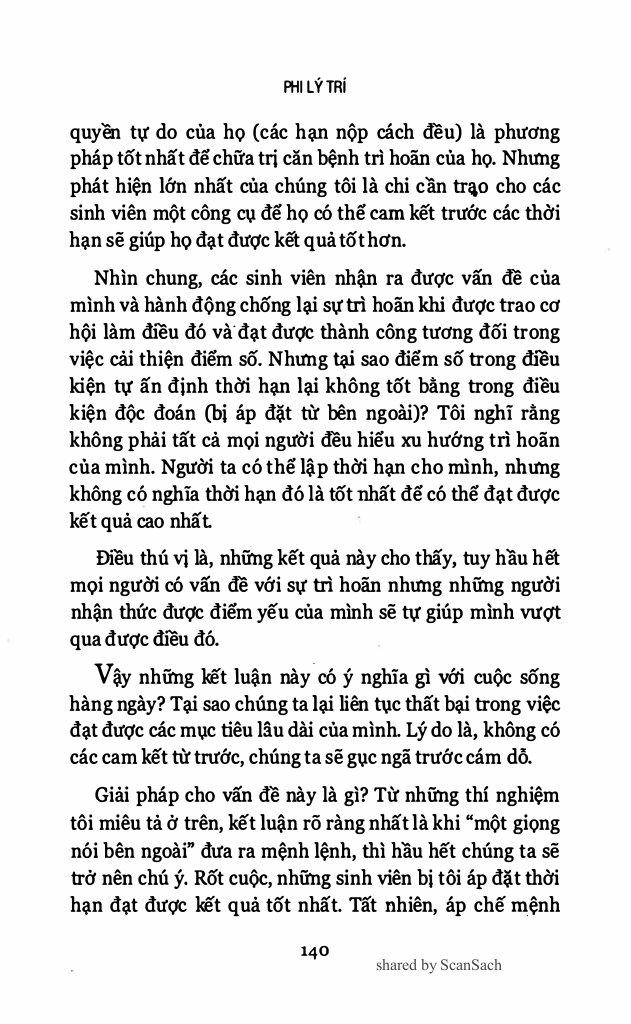 PHI LÝ TRÍ
quyền tự do của họ (các hạn nộp cách đều) là phương
pháp tốt nhất để chữa trị căn bệnh trì hoãn của họ. Nhưng
phát hiện lớn nhất của chúng tôi là chỉ cần trao cho các
sinh viên một công cụ để họ có thể cam kết trước các thời
hạn sẽ giúp họ đạt được kết quả tốt hơn.
Nhìn chung, các sinh viên nhận ra được vấn đề của
mình và hành động chống lại sự trì hoãn khi được trao cơ
hội làm điều đó và đạt được thành công tương đối trong
việc cải thiện điểm số. Nhưng tại sao điểm số trong điều
kiện tự ấn định thời hạn lại không tốt bằng trong điều
kiện độc đoán (bị áp đặt từ bên ngoài)? Tôi nghĩ rằng
không phải tất cả mọi người đều hiểu xu hướng trì hoãn
của mình. Người ta có thể lập thời hạn cho mình, nhưng
không có nghĩa thời hạn đó là tốt nhất để có thể đạt được
kết quả cao nhất.
Điều thú vị là, những kết quả này cho thấy, tuy hầu hết
mọi người có vấn đề với sự trì hoãn nhưng những người
nhận thức được điểm yếu của mình sẽ tự giúp mình vượt
qua được điều đó.
Vậy những kết luận này có ý nghĩa gì với cuộc sống
hàng ngày? Tại sao chúng ta lại liên tục thất bại trong việc
đạt được các mục tiêu lâu dài của mình. Lý do là, không có
các cam kết từ trước, chúng ta sẽ gục ngã trước cám dỗ.
Giải pháp cho vấn đề này là gì? Từ những thí nghiệm
tôi miêu tả ở trên, kết luận rõ ràng nhất là khi “một giọng
nói bên ngoài” đưa ra mệnh lệnh, thì hầu hết chúng ta sẽ
trở nên chú ý. Rốt cuộc, những sinh viên bị tôi áp đặt thời
hạn đạt được kết quả tốt nhất. Tất nhiên, áp chế mệnh
140
shared by ScanSach